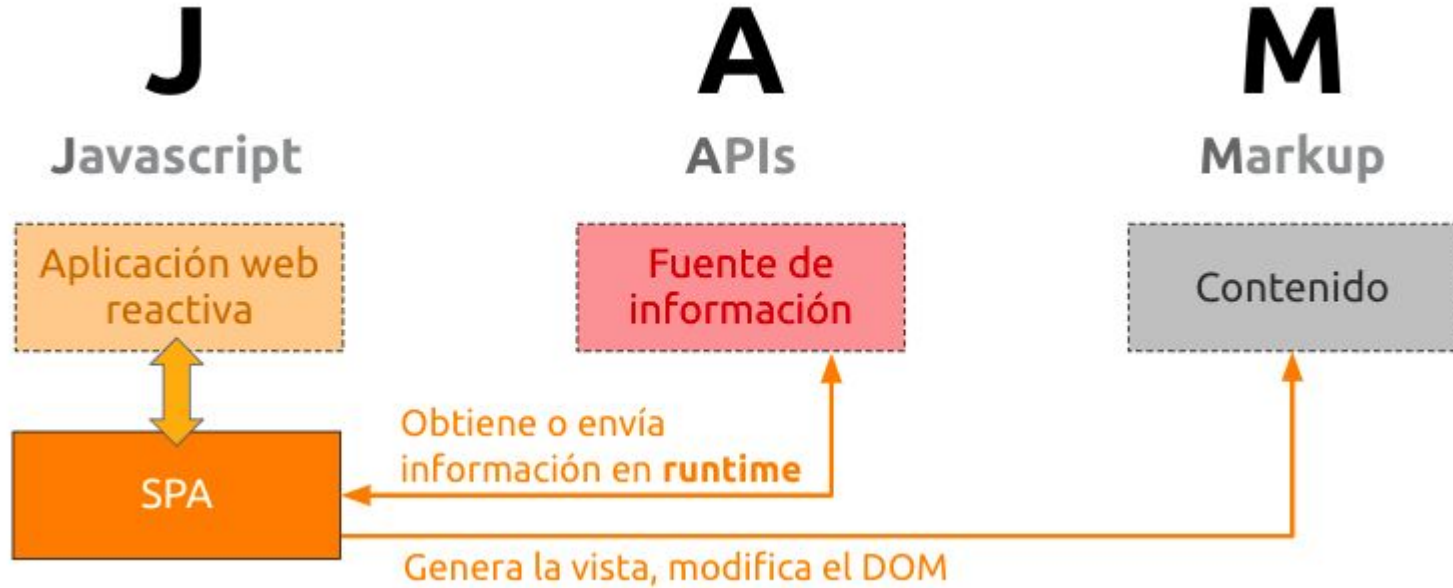 J
A
M
Javascript
APIs
Markup
Aplicación web
reactiva
Fuente de
información
Contenido
Obtiene o envía
información en runtime
SPA
Genera la vista, modifica el DOM